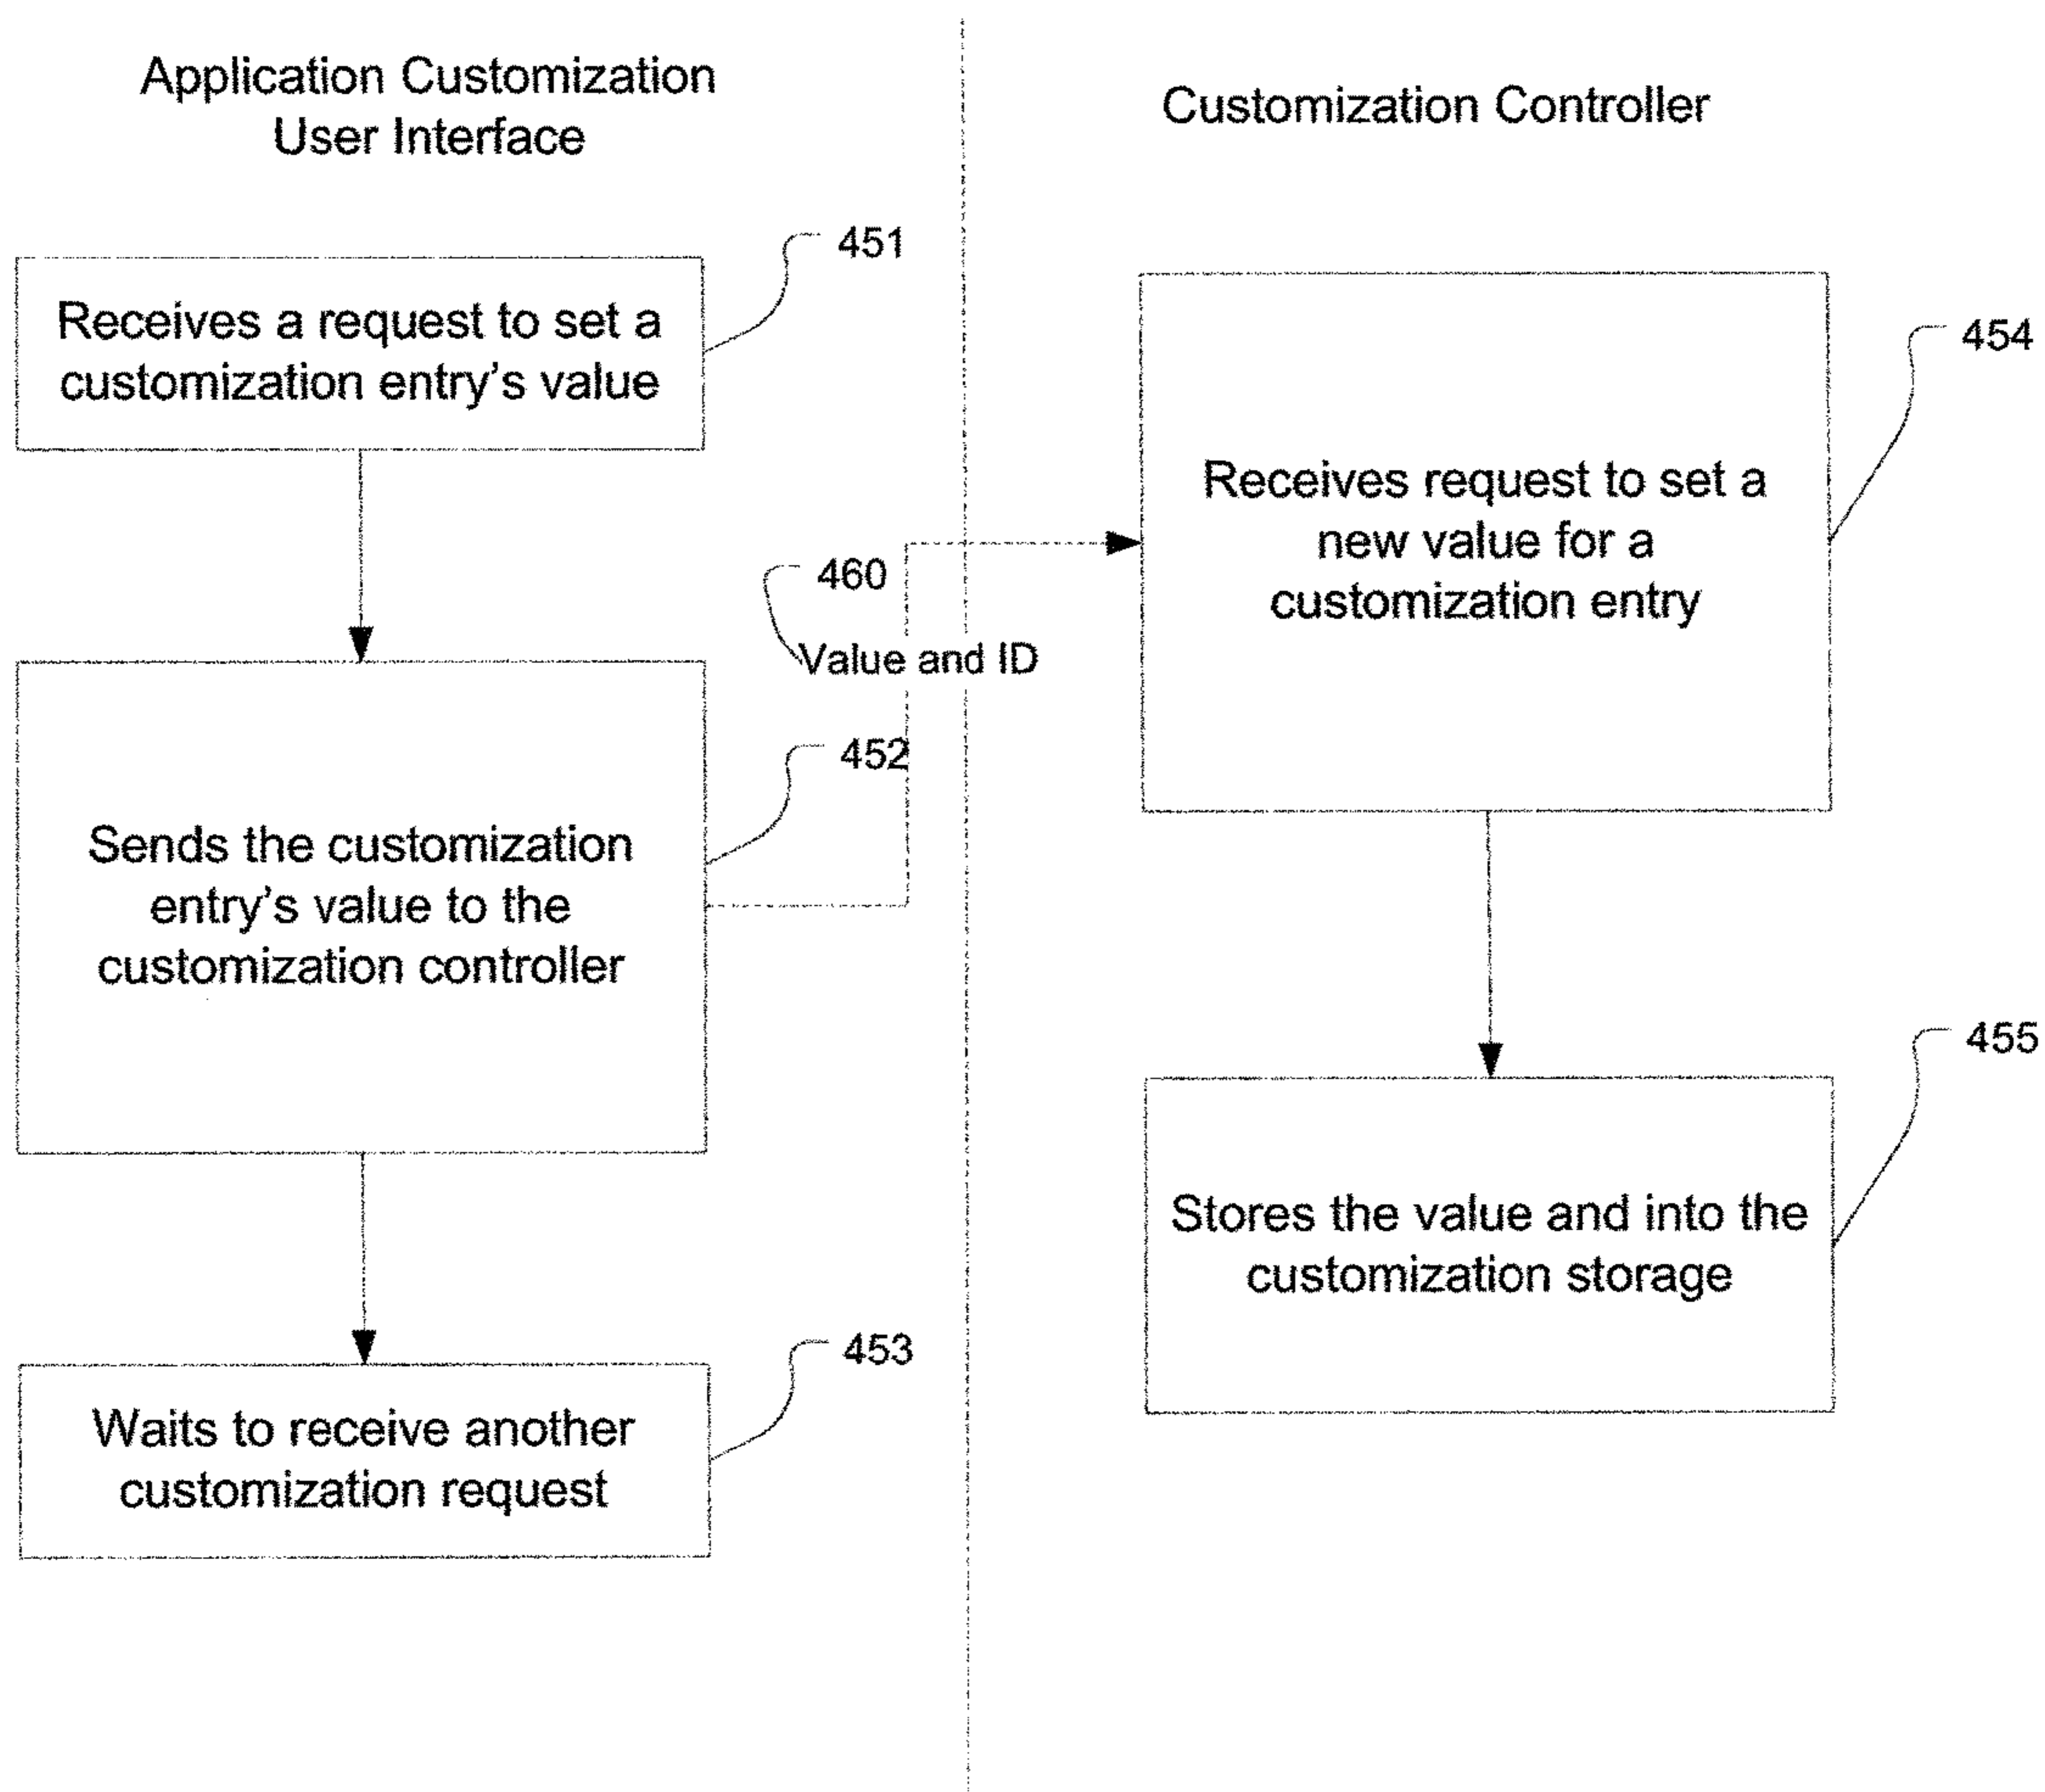 Application Customization
User Interface
451
Receives a request to set a
customization entry's value
460
Value and ID
452
Sends the customization
entry's value to the
customization controller
453
Waits to receive another
customization request
Customization Controller
454
Receives request to set a
new value for a
customization entry
455
Stores the value and into the
customization storage